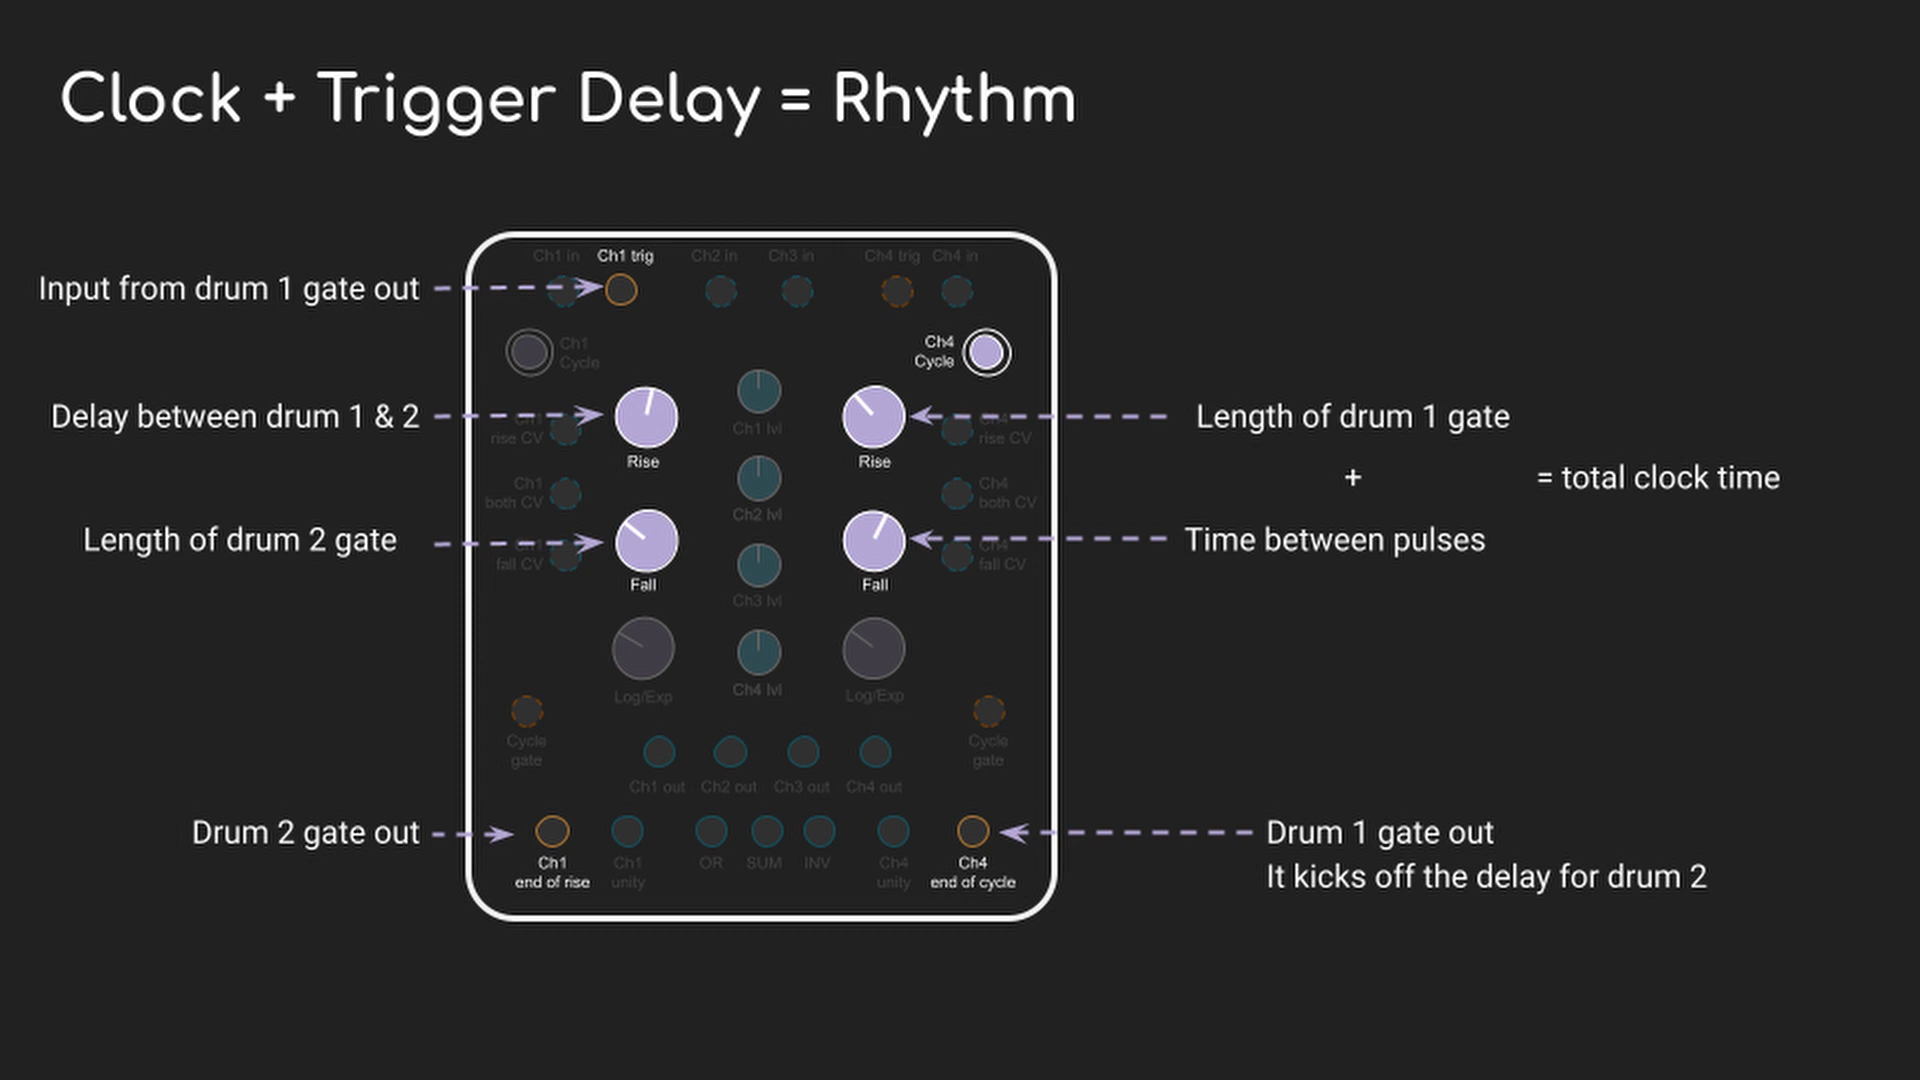 Clock + Trigger Delay = Rhythm
Ch1 in
Ch1 trig
Ch2 in
Ch3 in
Ch4 trig
Ch4 in
Input from drum 1 gate out
Ch1
Cycle
Ch4
Cycle
Delay between drum 1 & 2
Ch1
rise CV
Rise
Ch1 lvl
Rise
Ch4
rise CV
Length of drum 1 gate
+
= total clock time
Ch1
both CV
Ch2 lvl
Ch4
both CV
Length of drum 2 gate
Ch1
fall CV
Fall
Ch3 lvl
Fall
Ch4
fall CV
Time between pulses
Log/Exp
Ch4 lvl
Log/Exp
Cycle
gate
Cycle
gate
Ch1 out
Ch2 out
Ch3 out
Ch4 out
Drum 2 gate out
Ch1
end of rise
Ch1
unity
OR
SUM
INV
Ch4
unity
Ch4
end of cycle
Drum 1 gate out
It kicks off the delay for drum 2